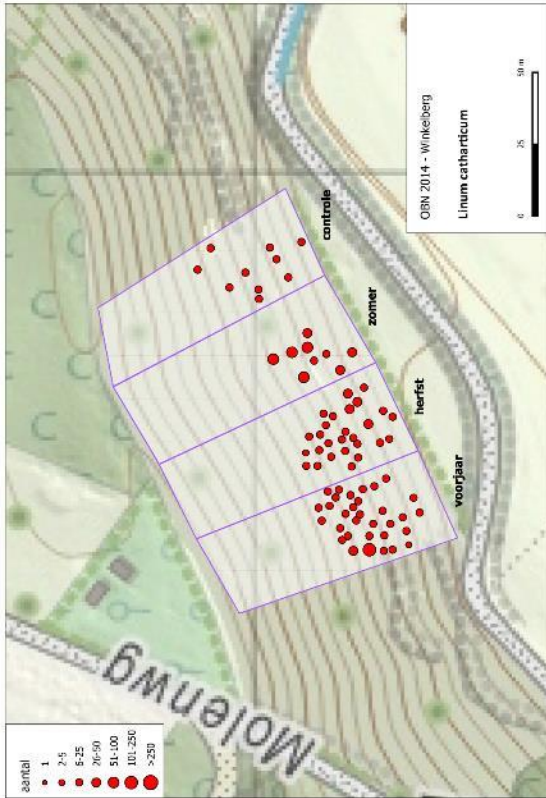 Molenwg
controle
zomer
herfst
voorjaar
OBN 2014 - Winkelberg
Linum catharticum
0 25 50 m
aantal
1
2-5
6-25
26-50
51-100
101-250
>250